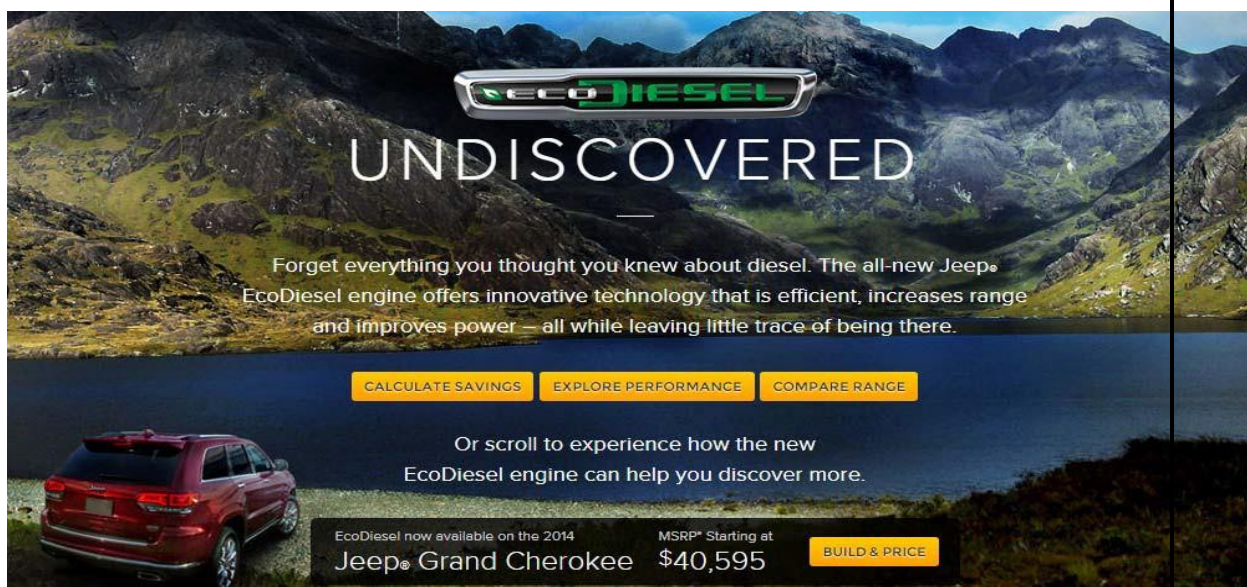 ECODIESEL
UNDISCOVERED
Forget everything you thought you knew about diesel. The all-new Jeep®
EcoDiesel engine offers innovative technology that is efficient, increases range
and improves power – all while leaving little trace of being there.
CALCULATE SAVINGS EXPLORE PERFORMANCE COMPARE RANGE
Or scroll to experience how the new
EcoDiesel engine can help you discover more.
EcoDiesel now available on the 2014
Jeep® Grand Cherokee
MSRP* Starting at
$40,595
BUILD & PRICE